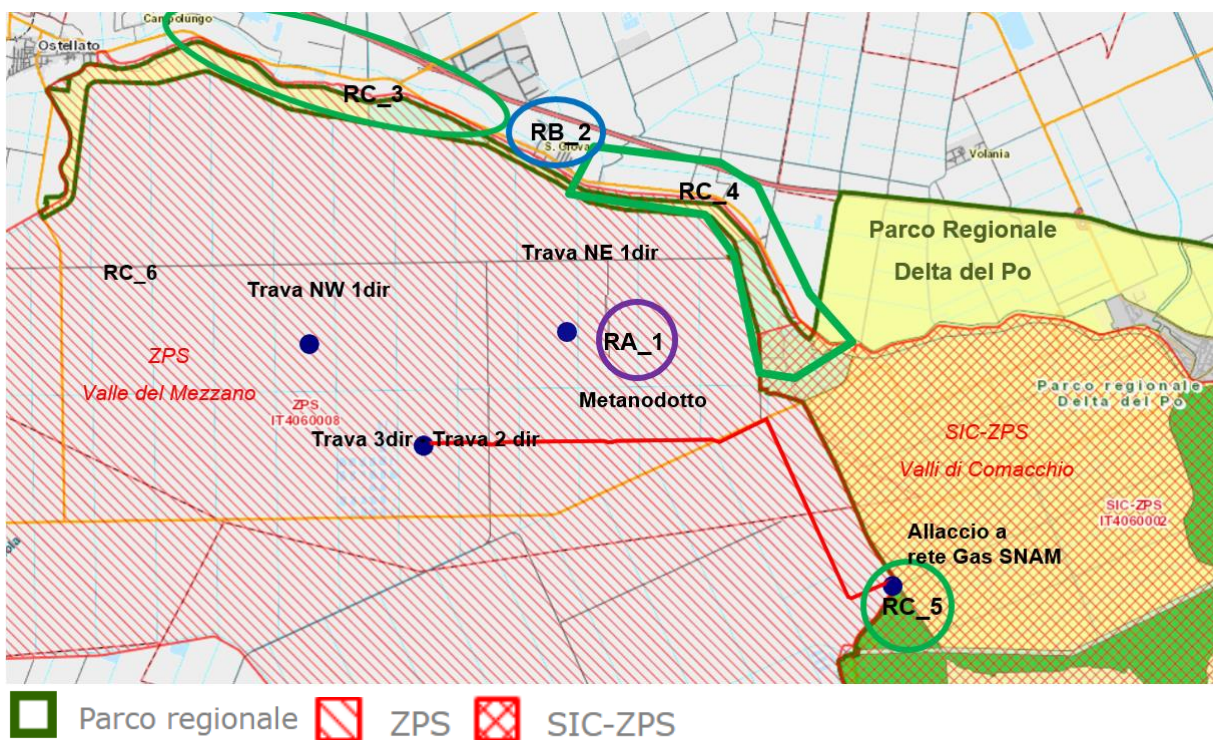 Campolungo
Ostellato
RC_3
RB_2
S. Giova
Volania
RC_4
Parco Regionale
Delta del Po
Trava NE 1dir
RC_6
Trava NW 1dir
RA_1
ZPS
Valle del Mezzano
Metanodotto
Parco regionale
Delta del Po
ZPS
IT4060008
Trava 3dir - Trava 2 dir
SIC-ZPS
Valli di Comacchio
SIC-ZPS
IT4060002
Allaccio a
rete Gas SNAM
RC_5
Parco regionale
ZPS
SIC-ZPS